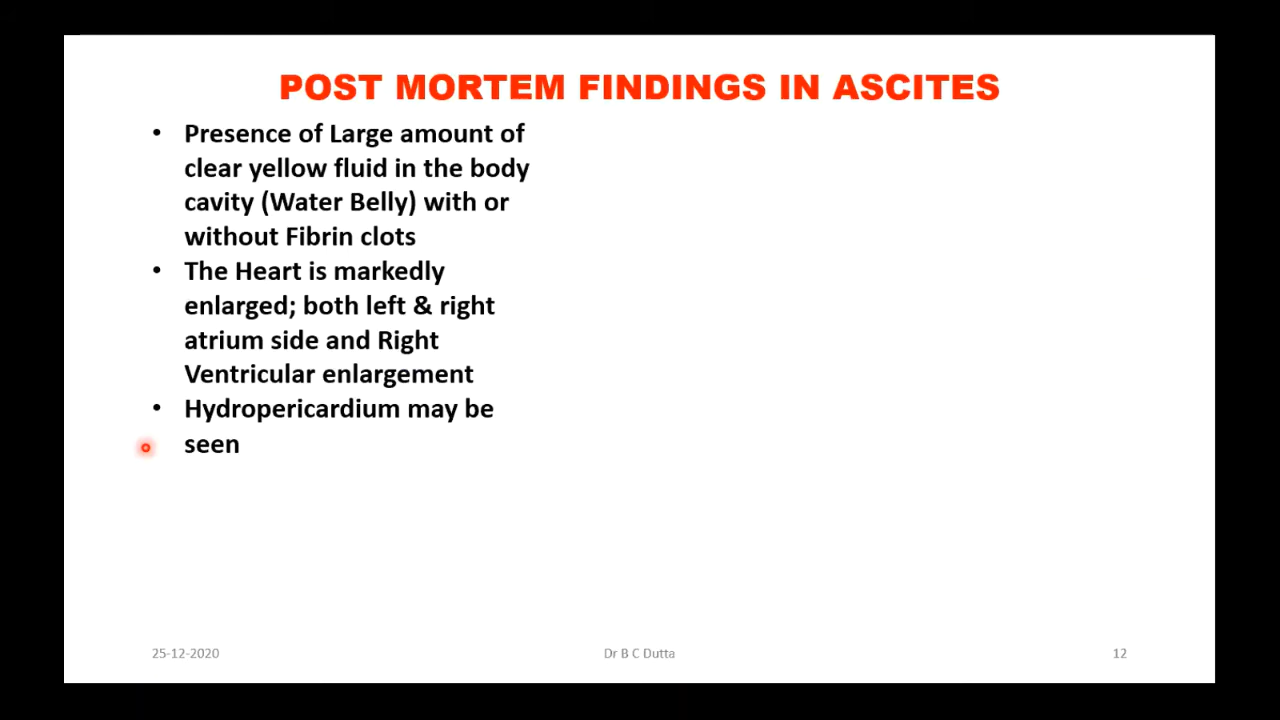 POST MORTEM FINDINGS IN ASCITES
• Presence of Large amount of
clear yellow fluid in the body
cavity (Water Belly) with or
without Fibrin clots
• The Heart is markedly
enlarged; both left & right
atrium side and Right
Ventricular enlargement
• Hydropericardium may be
seen
25-12-2020
Dr B C Dutta
12